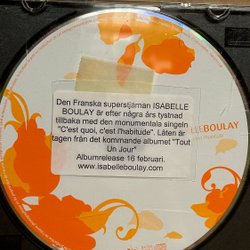 BOULAY
Den Franska superstjärnan ISABELLE
BOULAY är efter några års tystnad
tillbaka med den monumentala singeln
"C'est quoi, c'est l'habitude". Låten är
tagen från det kommande albumet "Tout
Un Jour"
Albumrelease 16 februari.
www.isabelleboulay.com